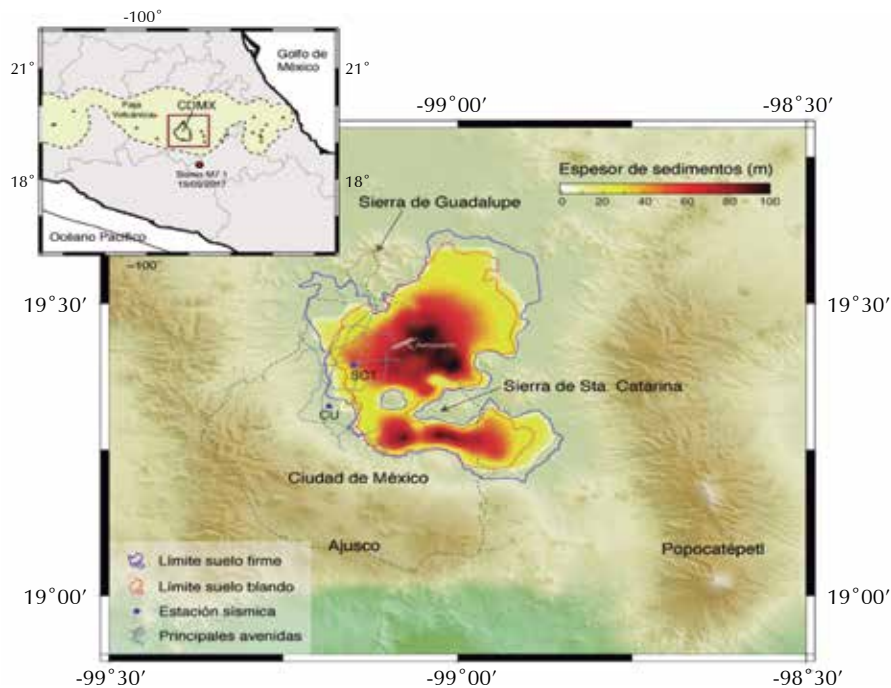 -100°
21°
21°
Golfo de
México
CDMX
Faja
Volcánica
18°
18°
Sismo M7.1
Océano Pacífico
-100°
-99°00′
-98°30′
Espesor de sedimentos (m)
0 20 40 60 80 100
Sierra de Guadalupe
19°30′
19°30′
SCT
Sierra de Sta. Catarina
CU
Ciudad de México
Ajusco
Popocatépetl
Límite suelo firme
Límite suelo blando
Estación sísmica
Principales avenidas
19°00′
19°00′
-99°30′
-99°00′
-98°30′